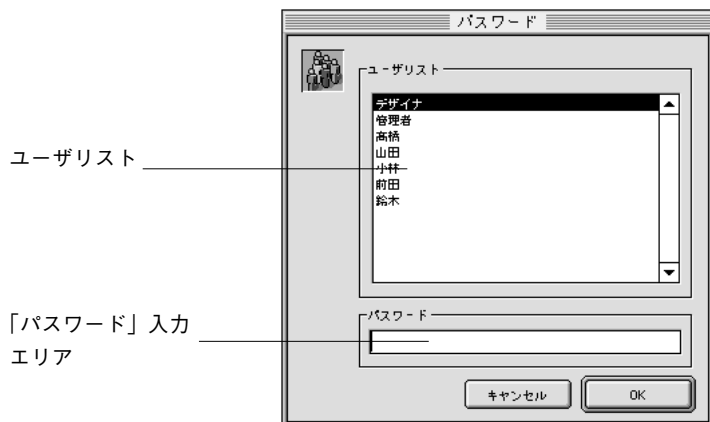 パスワード
ユーザリスト
デザイナ
管理者
高橋
山田
小林
前田
鈴木
ユーザリスト
パスワード
「パスワード」入力
エリア
キャンセル
OK